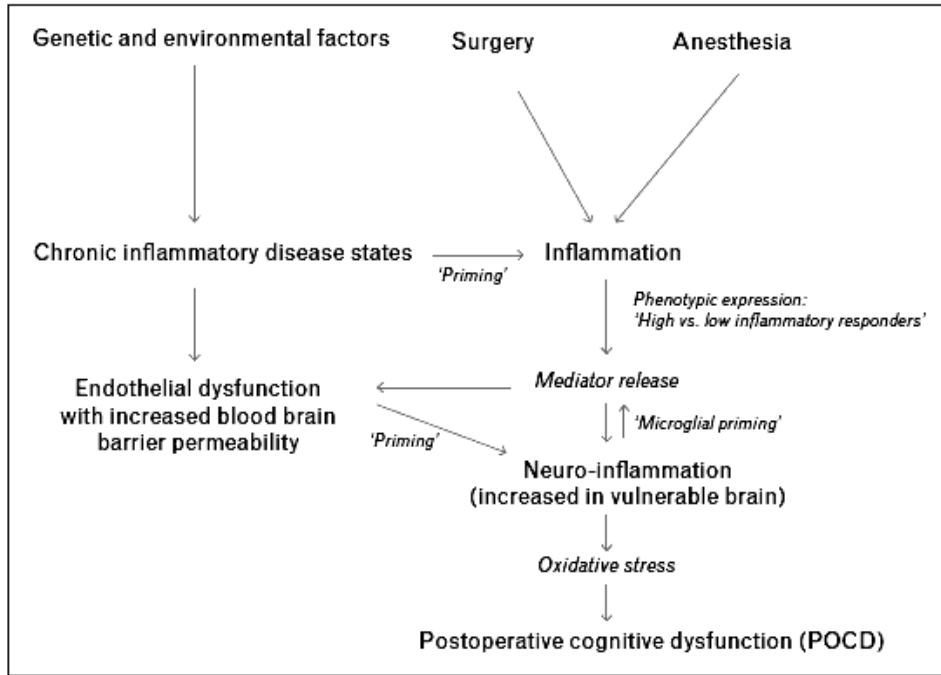 Genetic and environmental factors
Surgery
Anesthesia
Chronic inflammatory disease states
'Priming'
Inflammation
Phenotypic expression:
'High vs. low inflammatory responders'
Endothelial dysfunction
with increased blood brain
barrier permeability
Mediator release
'Microglial priming'
'Priming'
Neuro-inflammation
(increased in vulnerable brain)
Oxidative stress
Postoperative cognitive dysfunction (POCD)